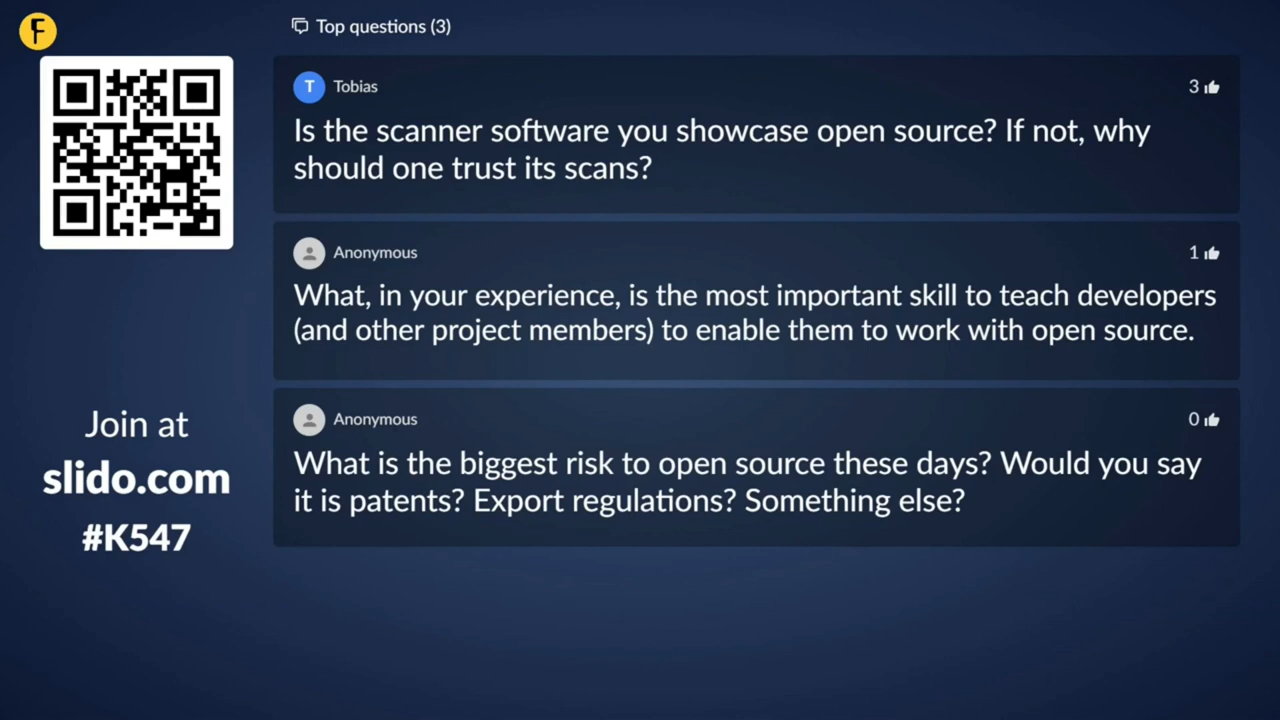 F
Top questions (3)
T
Tobias
3
Is the scanner software you showcase open source? If not, why
should one trust its scans?
Anonymous
1
What, in your experience, is the most important skill to teach developers
(and other project members) to enable them to work with open source.
Anonymous
0
What is the biggest risk to open source these days? Would you say
it is patents? Export regulations? Something else?
Join at
slido.com
#K547